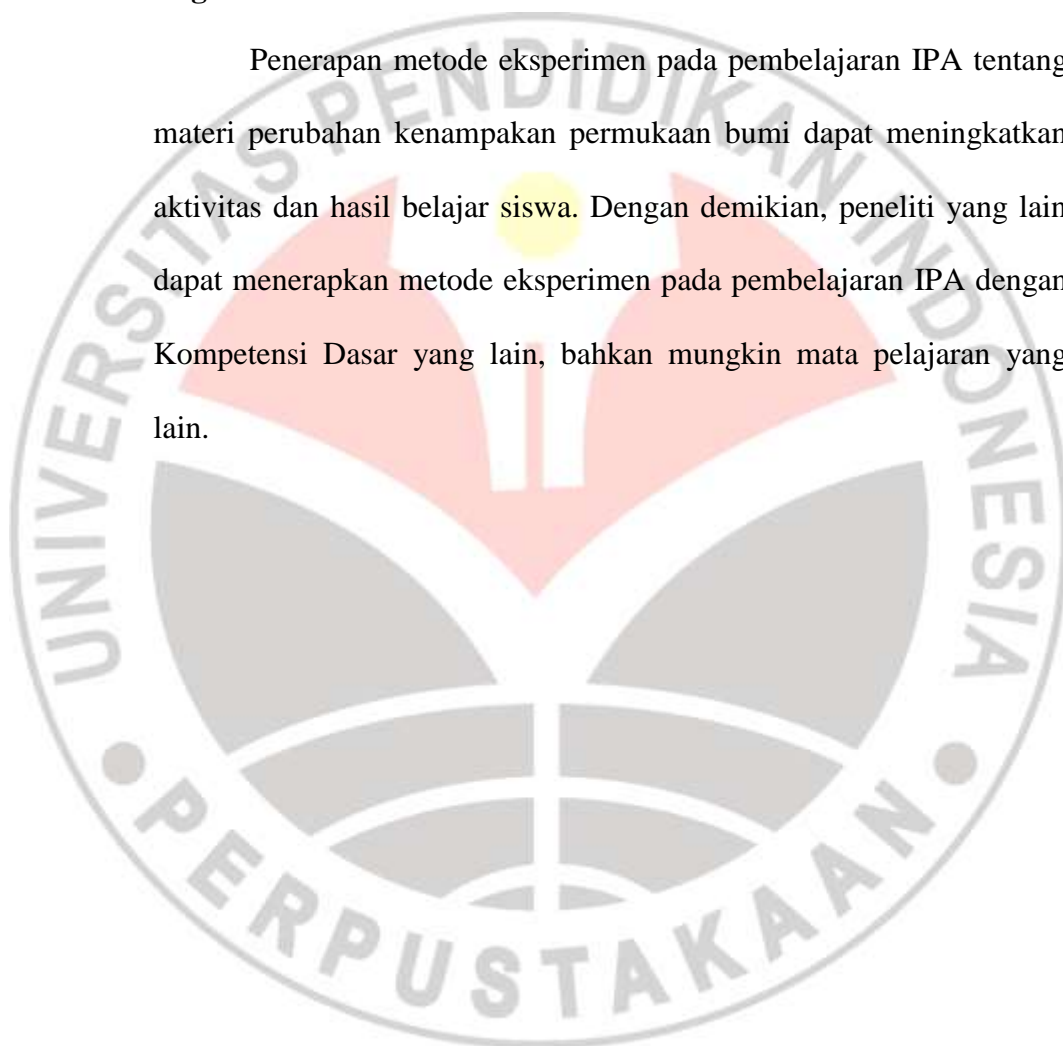 Penerapan metode eksperimen pada pembelajaran IPA tentang
materi perubahan kenampakan permukaan bumi dapat meningkatkan
aktivitas dan hasil belajar siswa. Dengan demikian, peneliti yang lain
dapat menerapkan metode eksperimen pada pembelajaran IPA dengan
Kompetensi Dasar yang lain, bahkan mungkin mata pelajaran yang
lain.
UNIVERSITAS PENDIDIKAN INDONESIA
PERPUSTAKAAN